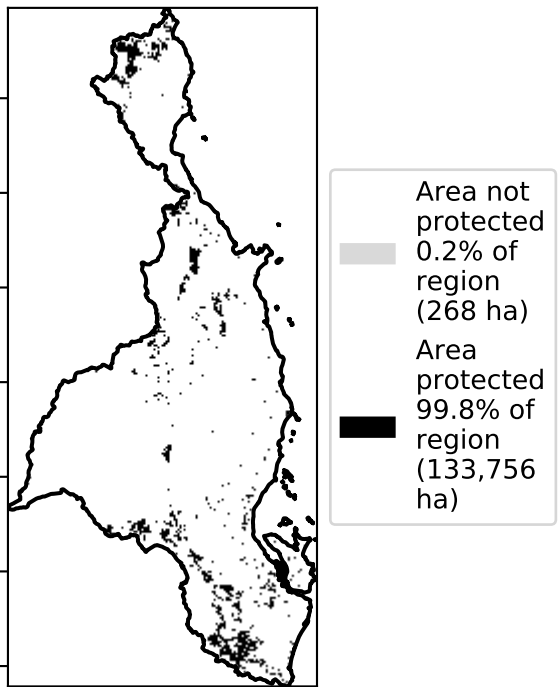 Area not
protected
0.2% of
region
(268 ha)
Area
protected
99.8% of
region
(133,756
ha)